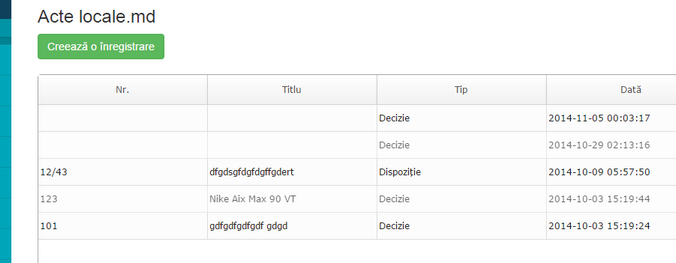 Acte locale.md
Creează o înregistrare
Nr. Titlu Tip Dată
Decizie 2014-11-05 00:03:17
Decizie 2014-10-29 02:13:16
12/43 dfgdsgfdgfdgffgdert Dispoziție 2014-10-09 05:57:50
123 Nike Aix Max 90 VT Decizie 2014-10-03 15:19:44
101 gdfgdfgdfgdf gdgd Decizie 2014-10-03 15:19:24